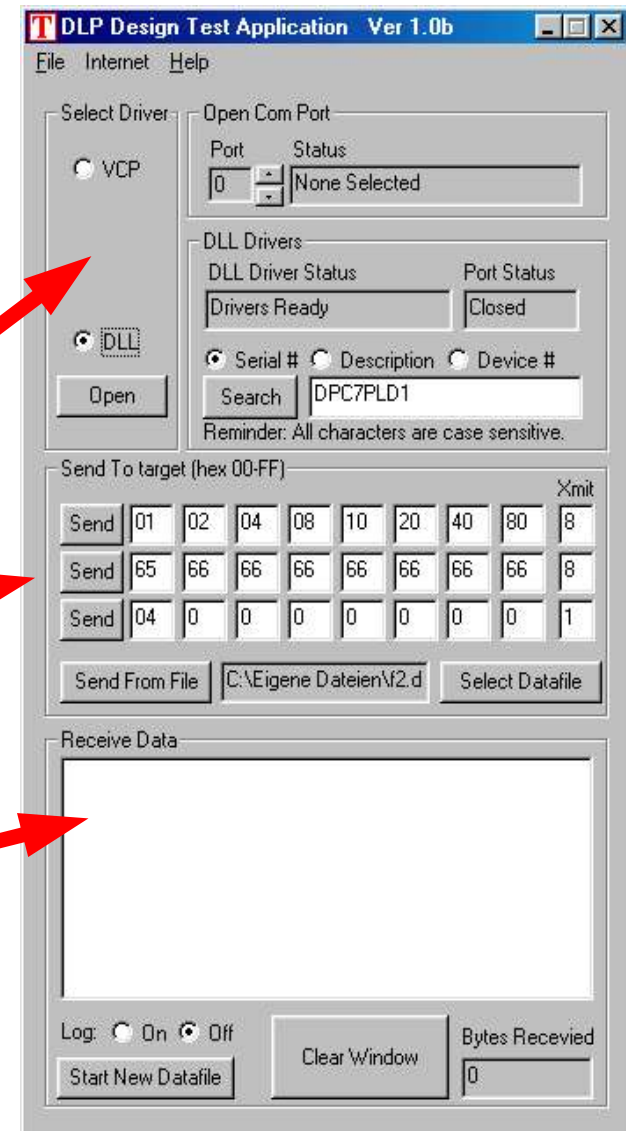 DLP Design Test Application Ver 1.0b
File Internet Help
Select Driver
VCP
DLL
Open
Open Com Port
Port Status
0 None Selected
DLL Drivers
DLL Driver Status Port Status
Drivers Ready Closed
Serial # Description Device #
Search DPC7PLD1
Reminder: All characters are case sensitive.
Send To target (hex 00-FF)
Xmit
Send 01 02 04 08 10 20 40 80 8
Send 65 66 66 66 66 66 66 66 8
Send 04 0 0 0 0 0 0 0 1
Send From File C:\Eigene Dateien\f2.d Select Datafile
Receive Data
Log: On Off
Start New Datafile
Clear Window
Bytes Recevied
0